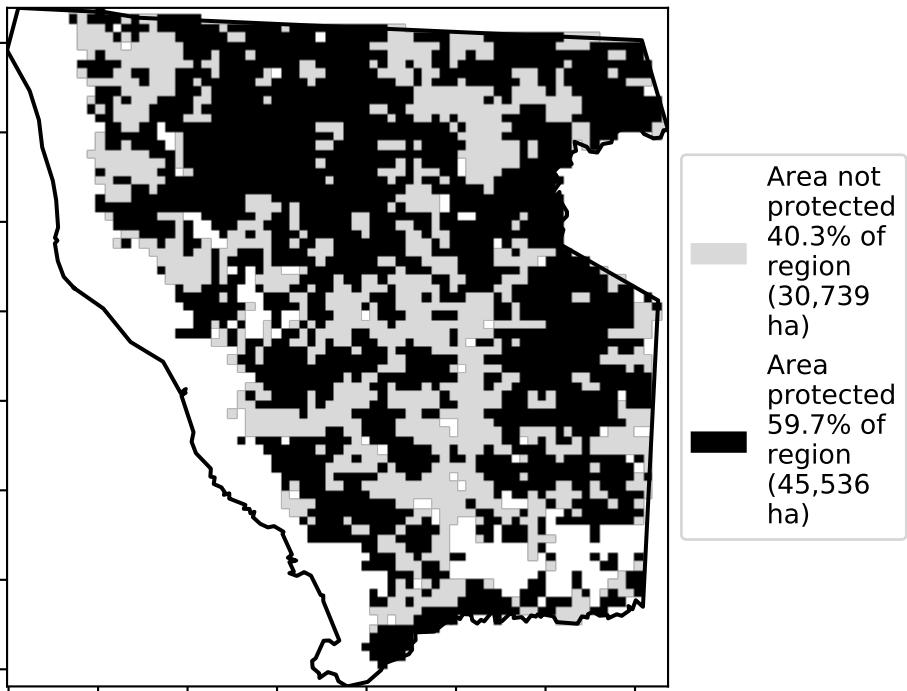 Area not
protected
40.3% of
region
(30,739
ha)
Area
protected
59.7% of
region
(45,536
ha)